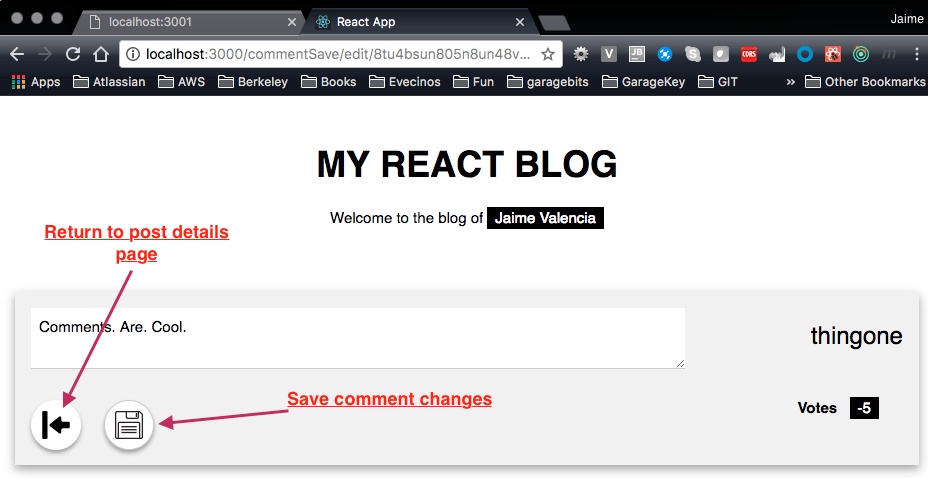 localhost:3001
React App
Jaime
localhost:3000/commentSave/edit/8tu4bsun805n8un48v...
V JB CORS m
Apps Atlassian AWS Berkeley Books Evecinos Fun garagebits GarageKey GIT » Other Bookmarks
MY REACT BLOG
Welcome to the blog of Jaime Valencia
Return to post details
page
Comments. Are. Cool.
thingone
Save comment changes
Votes -5